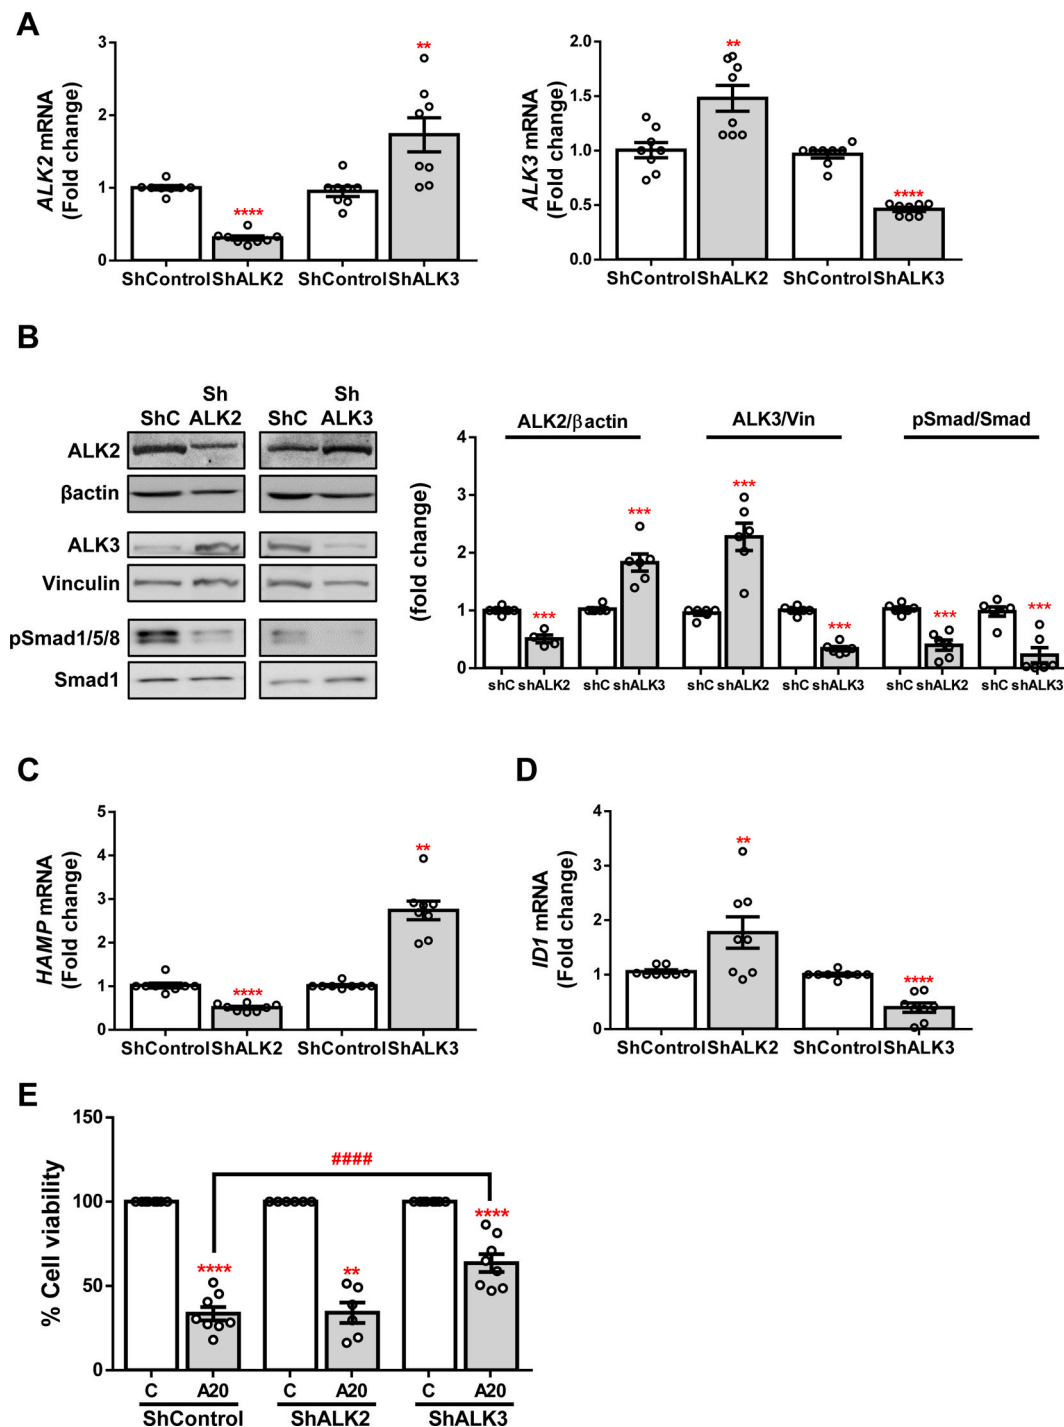 A
ALK2 mRNA
(Fold change)
3
2
1
0
**
****
ShControl ShALK2 ShControl ShALK3
ALK3 mRNA
(Fold change)
2.0
1.5
1.0
0.5
0.0
**
****
ShControl ShALK2 ShControl ShALK3
B
ShC Sh ALK2 ShC Sh ALK3
ALK2
βactin
ALK3
Vinculin
pSmad1/5/8
Smad1
(fold change)
4
3
2
1
0
ALK2/βactin ALK3/Vin pSmad/Smad
*** *** *** *** *** ***
shC shALK2 shC shALK3 shC shALK2 shC shALK3 shC shALK2 shC shALK3
C
HAMP mRNA
(Fold change)
5
4
3
2
1
0
****
**
ShControl ShALK2 ShControl ShALK3
D
ID1 mRNA
(Fold change)
4
3
2
1
0
**
****
ShControl ShALK2 ShControl ShALK3
E
% Cell viability
150
100
50
0
####
**** ** ****
C A20 C A20 C A20
ShControl ShALK2 ShALK3